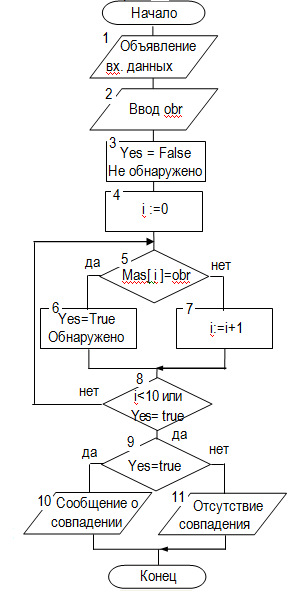 Начало
1 Объявление
вх. данных
2
Ввод obr
3 Yes = False
Не обнаружено
4
i :=0
5
да
Mas[ i ]=obr
нет
6 Yes=True
Обнаружено
7
i:=i+1
8
нет
i<10 или
Yes= true
9
да
да
Yes=true
нет
10 Сообщение о
совпадении
11 Отсутствие
совпадения
Конец